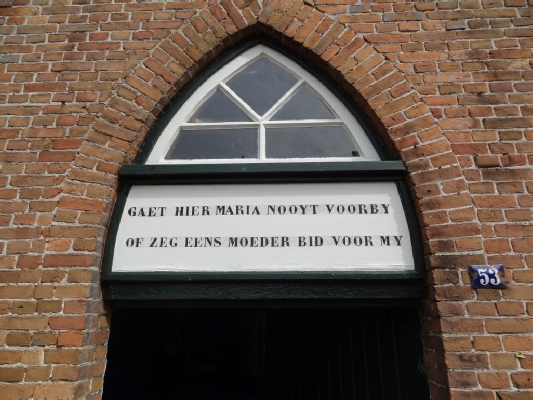 GAET HIER MARIA NOOYT VOORBY
OF ZEG EENS MOEDER BID VOOR MY
53